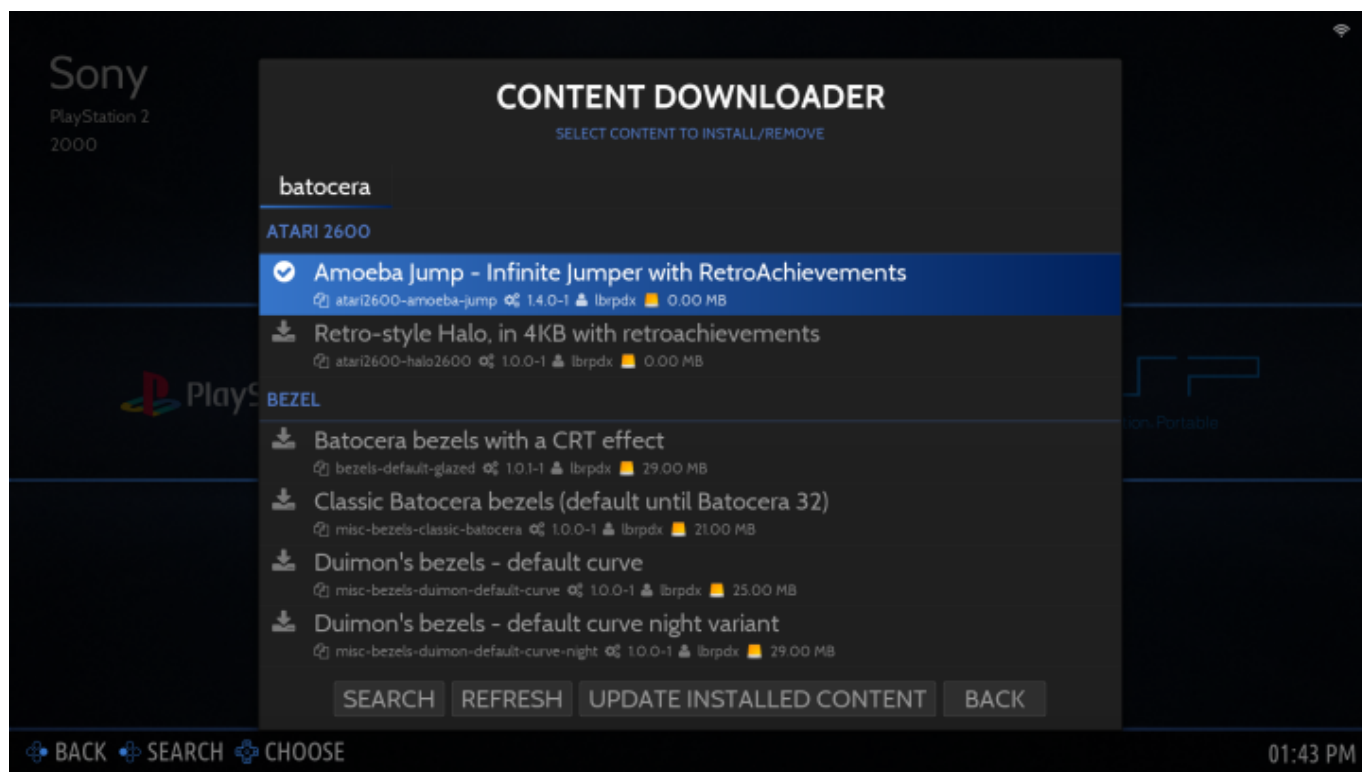 Sony
PlayStation 2
2000
CONTENT DOWNLOADER
SELECT CONTENT TO INSTALL/REMOVE
batocera
ATARI 2600
Amoeba Jump - Infinite Jumper with RetroAchievements
atari2600-amoeba-jump 1.4.0-1 lbrpdx 0.00 MB
Retro-style Halo, in 4KB with retroachievements
atari2600-halo2600 1.0.0-1 lbrpdx 0.00 MB
PlayS
BEZEL
PSP
ion Portable
Batocera bezels with a CRT effect
bezels-default-glazed 1.0.1-1 lbrpdx 29.00 MB
Classic Batocera bezels (default until Batocera 32)
misc-bezels-classic-batocera 1.0.0-1 lbrpdx 21.00 MB
Duimon's bezels - default curve
misc-bezels-duimon-default-curve 1.0.0-1 lbrpdx 25.00 MB
Duimon's bezels - default curve night variant
misc-bezels-duimon-default-curve-night 1.0.0-1 lbrpdx 29.00 MB
SEARCH REFRESH UPDATE INSTALLED CONTENT BACK
BACK SEARCH CHOOSE 01:43 PM